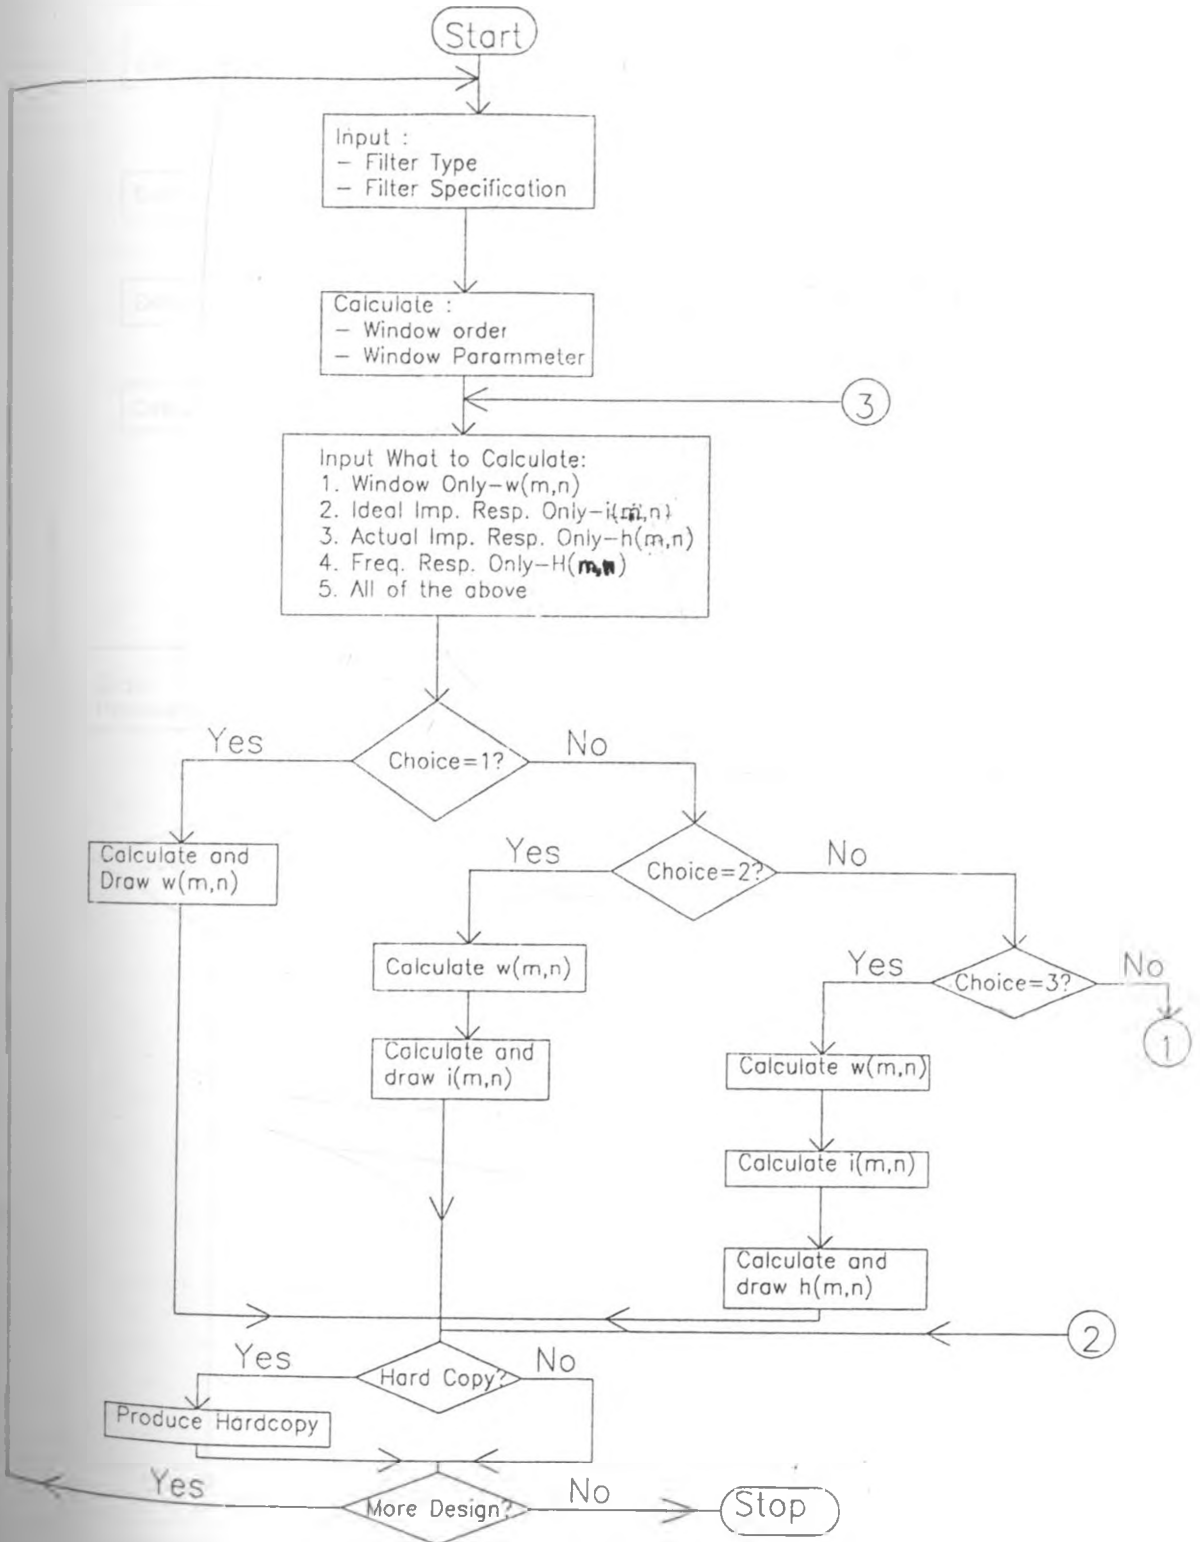 Start
Input :
- Filter Type
- Filter Specification
Calculate :
- Window order
- Window Parammeter
3
Input What to Calculate:
1. Window Only-w(m,n)
2. Ideal Imp. Resp. Only-i(m,n)
3. Actual Imp. Resp. Only-h(m,n)
4. Freq. Resp. Only-H(m,n)
5. All of the above
Choice=1?
Yes
No
Calculate and
Draw w(m,n)
Choice=2?
Yes
No
Calculate w(m,n)
Calculate and
draw i(m,n)
Choice=3?
Yes
No
1
Calculate w(m,n)
Calculate i(m,n)
Calculate and
draw h(m,n)
2
Hard Copy?
Yes
No
Produce Hardcopy
More Design?
Yes
No
Stop